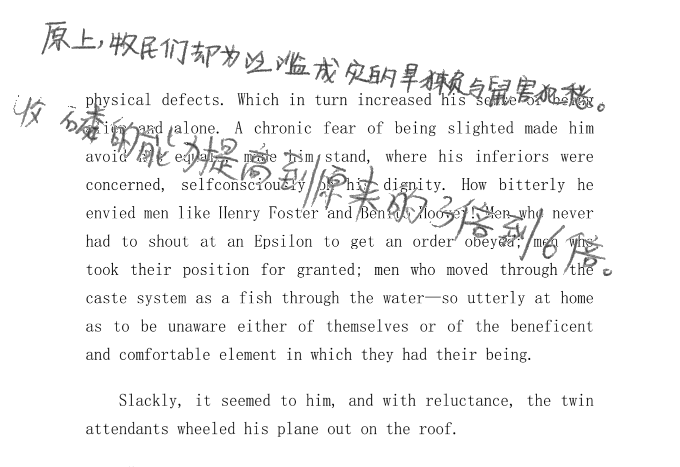 原上，牧民们却为泛滥成灾的旱獭与鼠害犯愁。
physical defects. Which in turn increased his sense of being
alien and alone. A chronic fear of being slighted made him
收磷的能力提高到原来的3倍到6倍。
avoid his equals, made him stand, where his inferiors were
concerned, selfconsciously on his dignity. How bitterly he
envied men like Henry Foster and Benito Hoover! Men who never
had to shout at an Epsilon to get an order obeyed; men who
took their position for granted; men who moved through the
caste system as a fish through the water—so utterly at home
as to be unaware either of themselves or of the beneficent
and comfortable element in which they had their being.
Slackly, it seemed to him, and with reluctance, the twin
attendants wheeled his plane out on the roof.